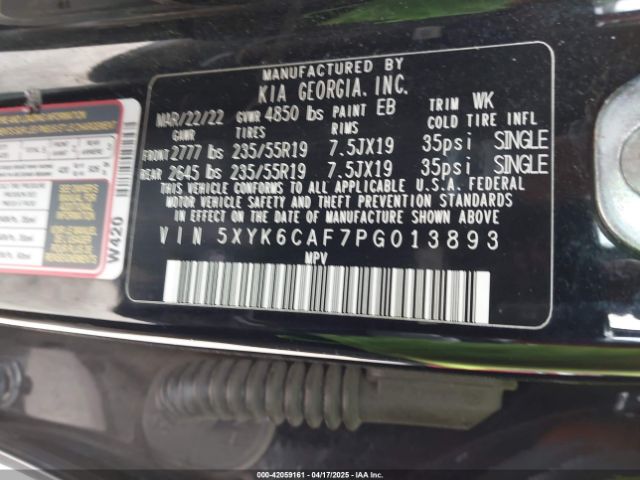 MANUFACTURED BY
KIA GEORGIA, INC.
MAR/22/22 GVWR 4850 lbs PAINT EB TRIM WK
GAWR TIRES RIMS COLD TIRE INFL
FRONT 2777 lbs 235/55R19 7.5JX19 35psi SINGLE
REAR 2645 lbs 235/55R19 7.5JX19 35psi SINGLE
THIS VEHICLE CONFORMS TO ALL APPLICABLE U.S.A. FEDERAL
MOTOR VEHICLE SAFETY, BUMPER, AND THEFT PREVENTION STANDARDS
IN EFFECT ON THE DATE OF MANUFACTURE SHOWN ABOVE
VIN 5XYK6CAF7PG013893
MPV
W420
000-42059161 - 04/17/2025 - IAAI.COM